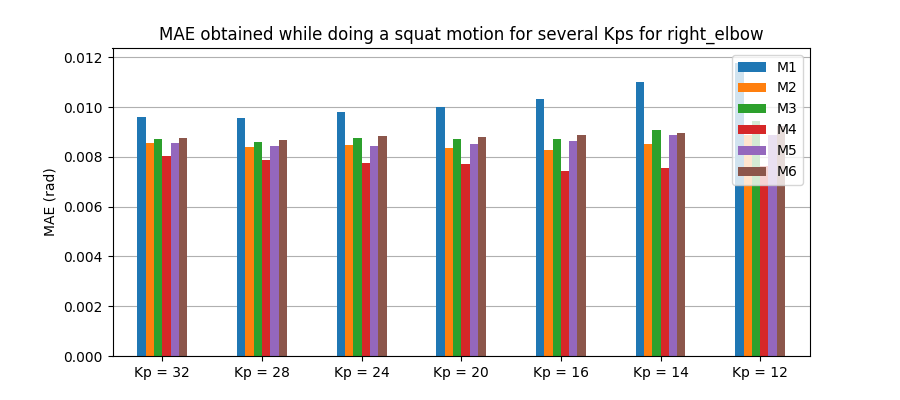 MAE obtained while doing a squat motion for several Kps for right_elbow
0.012
0.010
0.008
0.006
0.004
0.002
0.000
MAE (rad)
M1
M2
M3
M4
M5
M6
Kp = 32 Kp = 28 Kp = 24 Kp = 20 Kp = 16 Kp = 14 Kp = 12